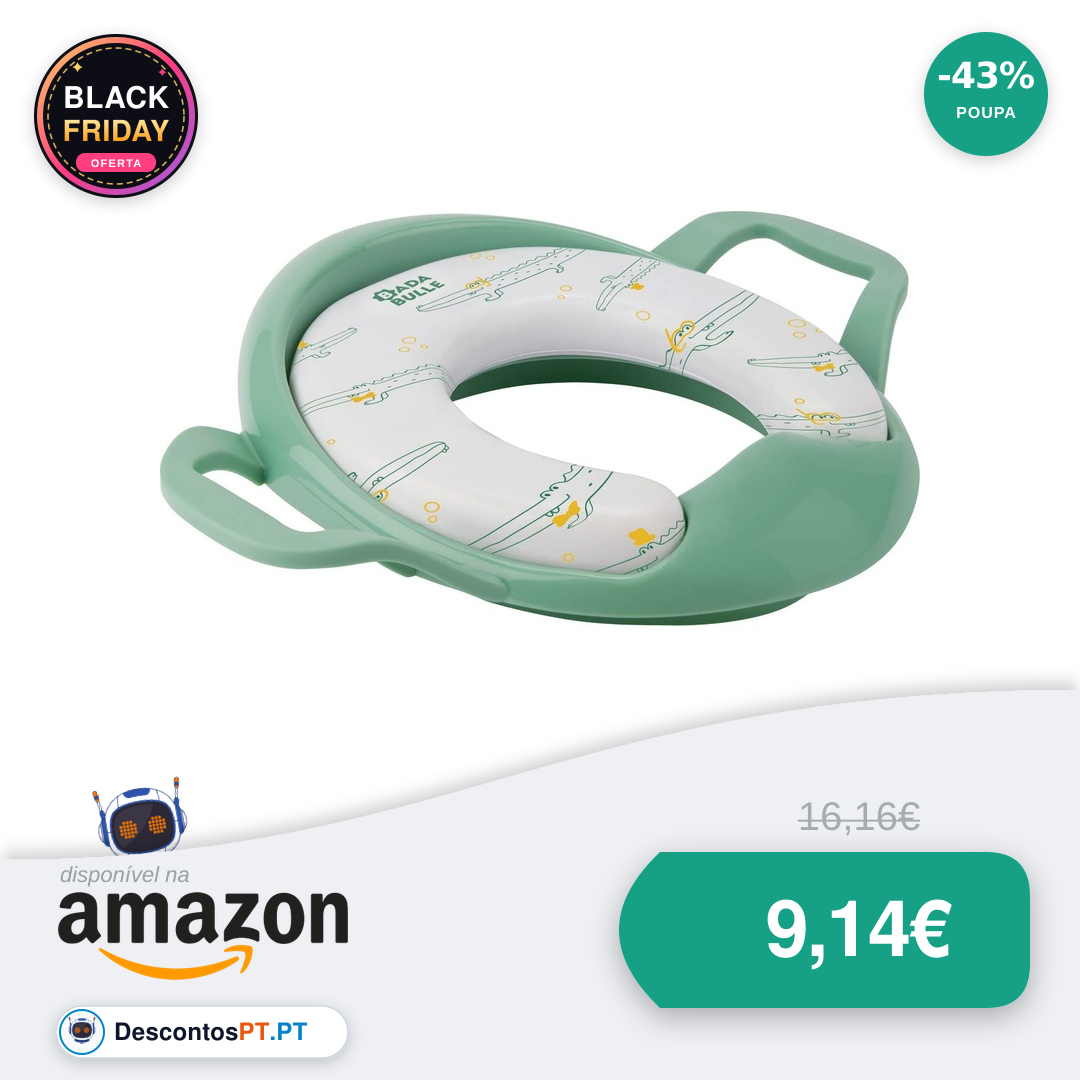 BLACK
FRIDAY
OFERTA
-43%
POUPA
BADA
BULLE
16,16€
disponível na
amazon
9,14€
DescontosPT.PT